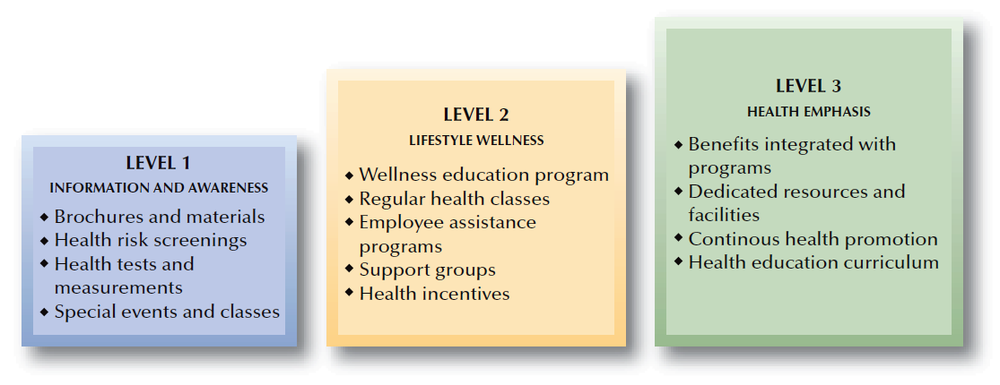 LEVEL 1
INFORMATION AND AWARENESS
◆ Brochures and materials
◆ Health risk screenings
◆ Health tests and
measurements
◆ Special events and classes
LEVEL 2
LIFESTYLE WELLNESS
◆ Wellness education program
◆ Regular health classes
◆ Employee assistance
programs
◆ Support groups
◆ Health incentives
LEVEL 3
HEALTH EMPHASIS
◆ Benefits integrated with
programs
◆ Dedicated resources and
facilities
◆ Continous health promotion
◆ Health education curriculum